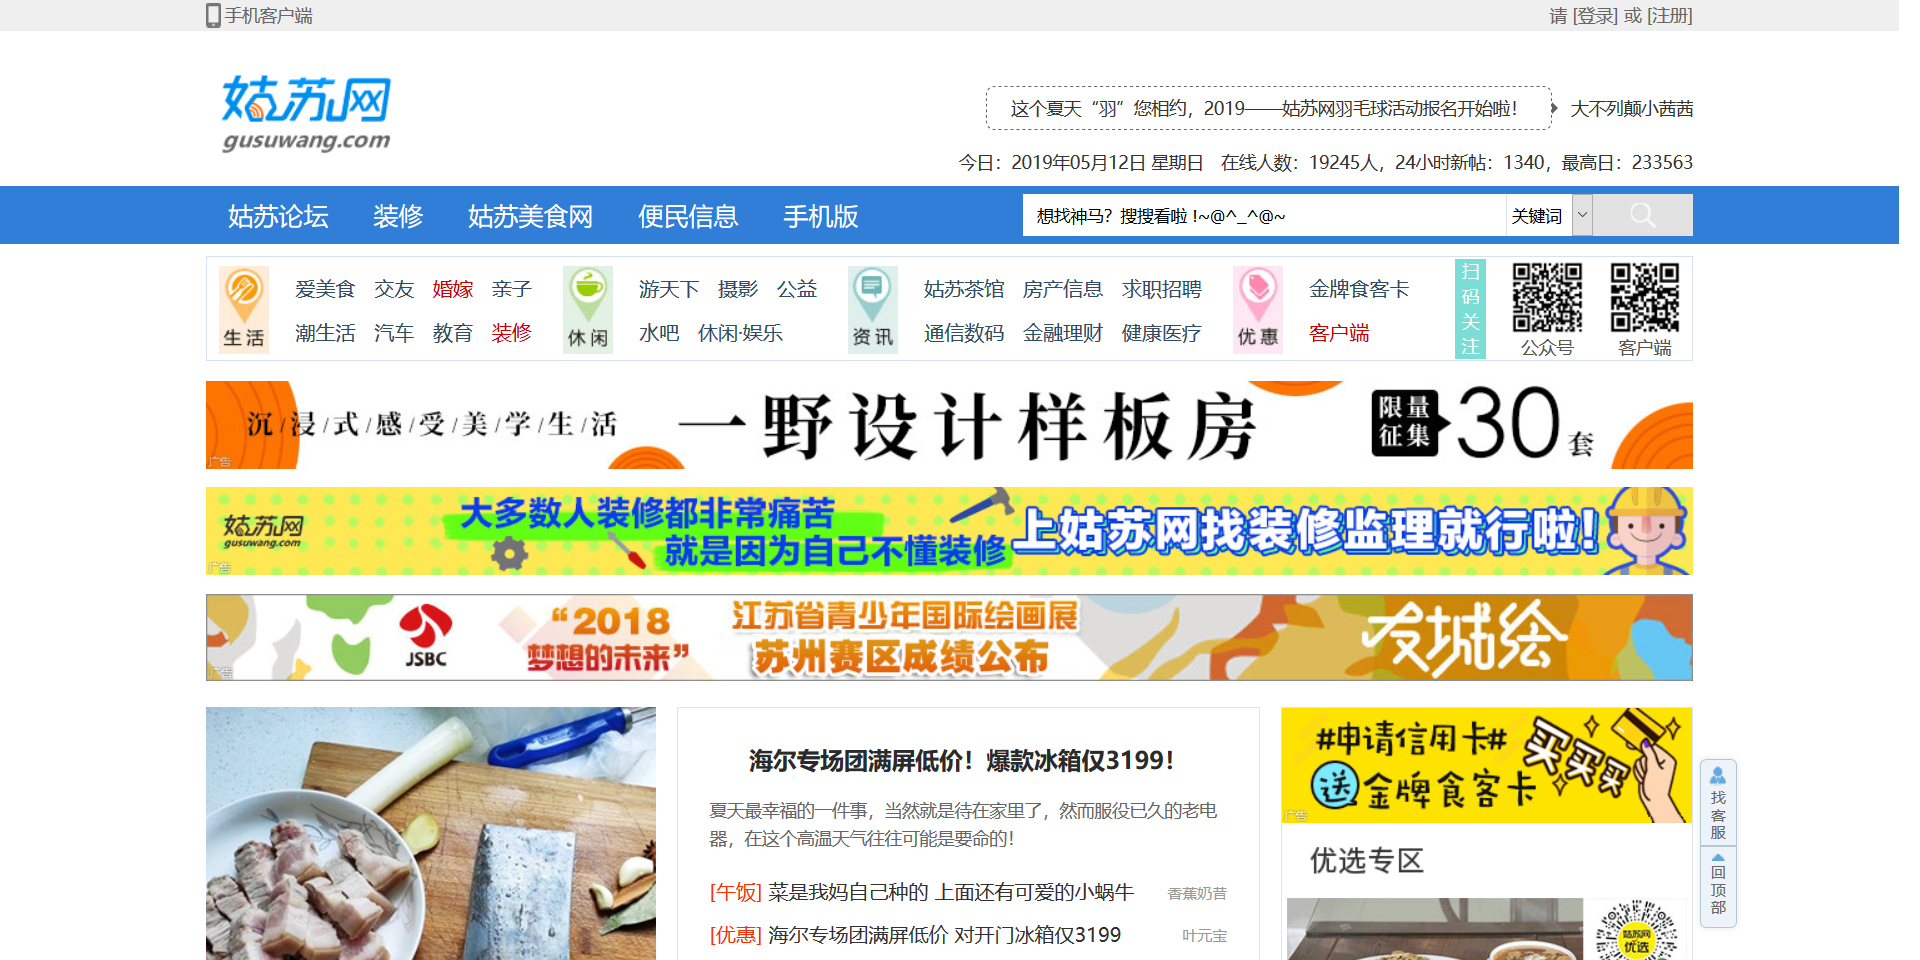 手机客户端
请 [登录] 或 [注册]
姑苏网
gusuwang.com
这个夏天“羽”您相约，2019——姑苏网羽毛球活动报名开始啦！
大不列颠小茜茜
今日：2019年05月12日 星期日 在线人数：19245人，24小时新帖：1340，最高日：233563
姑苏论坛 装修 姑苏美食网 便民信息 手机版
想找神马？搜搜看啦 !~@^_^@~ 关键词
生活
爱美食 交友 婚嫁 亲子
潮生活 汽车 教育 装修
休闲
游天下 摄影 公益
水吧 休闲·娱乐
资讯
姑苏茶馆 房产信息 求职招聘
通信数码 金融理财 健康医疗
优惠
金牌食客卡
客户端
扫码关注
公众号 客户端
沉/浸/式/感/受/美/学/生/活
一野设计样板房
限量
征集
30套
广告
姑苏网
gusuwang.com
大多数人装修都非常痛苦
就是因为自己不懂装修
上姑苏网找装修监理就行啦！
广告
JSBC
“2018
梦想的未来”
江苏省青少年国际绘画展
苏州赛区成绩公布
友城绘
广告
海尔专场团满屏低价！爆款冰箱仅3199！
夏天最幸福的一件事，当然就是待在家里了，然而服役已久的老电
器，在这个高温天气往往可能是要命的！
[午饭] 菜是我妈自己种的 上面还有可爱的小蜗牛 香蕉奶昔
[优惠] 海尔专场团满屏低价 对开门冰箱仅3199 叶元宝
#申请信用卡#
送金牌食客卡
买买买
广告
优选专区
姑苏网
优选
找客服
回顶部